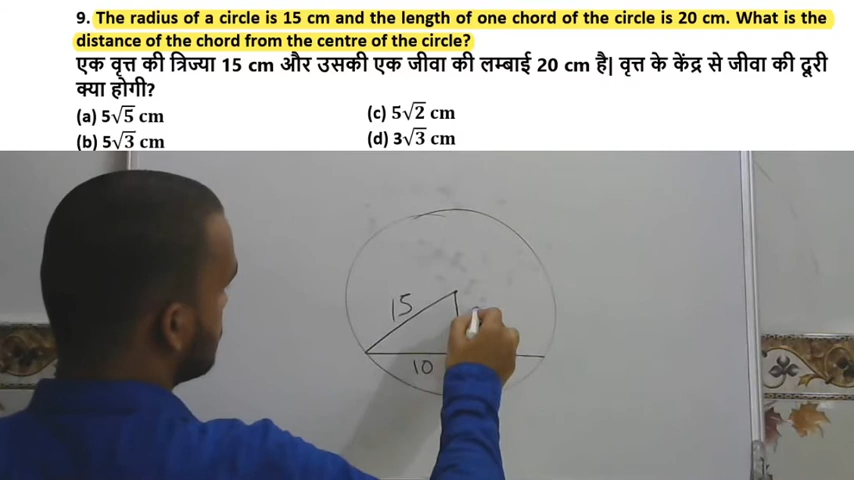 9. The radius of a circle is 15 cm and the length of one chord of the circle is 20 cm. What is the
distance of the chord from the centre of the circle?
एक वृत्त की त्रिज्या 15 cm और उसकी एक जीवा की लम्बाई 20 cm है| वृत्त के केंद्र से जीवा की दूरी
क्या होगी?
(a) 5√5 cm
(b) 5√3 cm
(c) 5√2 cm
(d) 3√3 cm
15
10